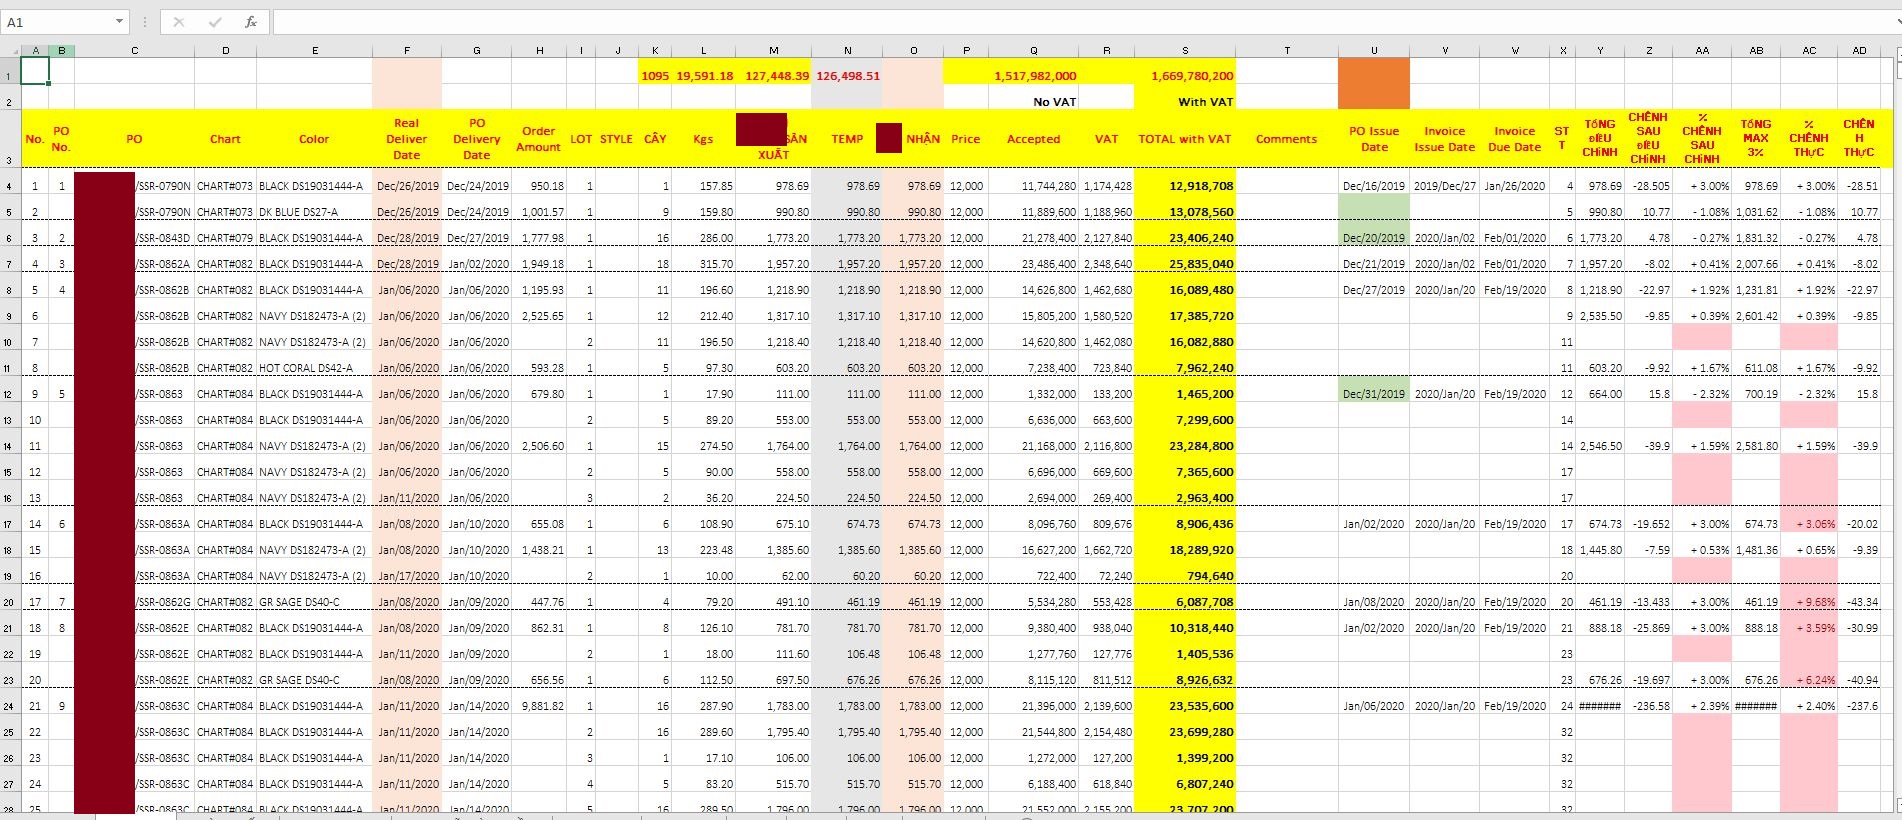 A1
fx
A B C D E F G H I J K L M N O P Q R S T U V W X Y Z AA AB AC AD
1 1095 19,591.18 127,448.39 126,498.51 1,517,982,000 1,669,780,200
2 No VAT With VAT
3 No. PO No. PO Chart Color Real Deliver Date PO Delivery Date Order Amount LOT STYLE CÂY Kgs SẢN XUẤT TEMP NHẬN Price Accepted VAT TOTAL with VAT Comments PO Issue Date Invoice Issue Date Invoice Due Date STT TỔNG ĐIỀU CHỈNH CHÊNH SAU ĐIỀU CHỈNH % CHÊNH SAU CHỈNH TỔNG MAX 3% % CHÊNH THỰC CHÊNH THỰC
4 1 1 /SSR-0790N CHART#073 BLACK DS19031444-A Dec/26/2019 Dec/24/2019 950.18 1 1 157.85 978.69 978.69 978.69 12,000 11,744,280 1,174,428 12,918,708 Dec/16/2019 2019/Dec/27 Jan/26/2020 4 978.69 -28.505 + 3.00% 978.69 + 3.00% -28.51
5 2 /SSR-0790N CHART#073 DK BLUE DS27-A Dec/26/2019 Dec/24/2019 1,001.57 1 9 159.80 990.80 990.80 990.80 12,000 11,889,600 1,188,960 13,078,560 5 990.80 10.77 - 1.08% 1,031.62 - 1.08% 10.77
6 3 2 /SSR-0843D CHART#079 BLACK DS19031444-A Dec/28/2019 Dec/27/2019 1,777.98 1 16 286.00 1,773.20 1,773.20 1,773.20 12,000 21,278,400 2,127,840 23,406,240 Dec/20/2019 2020/Jan/02 Feb/01/2020 6 1,773.20 4.78 - 0.27% 1,831.32 - 0.27% 4.78
7 4 3 /SSR-0862A CHART#082 BLACK DS19031444-A Dec/28/2019 Jan/02/2020 1,949.18 1 18 315.70 1,957.20 1,957.20 1,957.20 12,000 23,486,400 2,348,640 25,835,040 Dec/21/2019 2020/Jan/02 Feb/01/2020 7 1,957.20 -8.02 + 0.41% 2,007.66 + 0.41% -8.02
8 5 4 /SSR-0862B CHART#082 BLACK DS19031444-A Jan/06/2020 Jan/06/2020 1,195.93 1 11 196.60 1,218.90 1,218.90 1,218.90 12,000 14,626,800 1,462,680 16,089,480 Dec/27/2019 2020/Jan/20 Feb/19/2020 8 1,218.90 -22.97 + 1.92% 1,231.81 + 1.92% -22.97
9 6 /SSR-0862B CHART#082 NAVY DS182473-A (2) Jan/06/2020 Jan/06/2020 2,525.65 1 12 212.40 1,317.10 1,317.10 1,317.10 12,000 15,805,200 1,580,520 17,385,720 9 2,535.50 -9.85 + 0.39% 2,601.42 + 0.39% -9.85
10 7 /SSR-0862B CHART#082 NAVY DS182473-A (2) Jan/06/2020 Jan/06/2020 2 11 196.50 1,218.40 1,218.40 1,218.40 12,000 14,620,800 1,462,080 16,082,880 11
11 8 /SSR-0862B CHART#082 HOT CORAL DS42-A Jan/06/2020 Jan/06/2020 593.28 1 5 97.30 603.20 603.20 603.20 12,000 7,238,400 723,840 7,962,240 11 603.20 -9.92 + 1.67% 611.08 + 1.67% -9.92
12 9 5 /SSR-0863 CHART#084 BLACK DS19031444-A Jan/06/2020 Jan/06/2020 679.80 1 1 17.90 111.00 111.00 111.00 12,000 1,332,000 133,200 1,465,200 Dec/31/2019 2020/Jan/20 Feb/19/2020 12 664.00 15.8 - 2.32% 700.19 - 2.32% 15.8
13 10 /SSR-0863 CHART#084 BLACK DS19031444-A Jan/06/2020 Jan/06/2020 2 5 89.20 553.00 553.00 553.00 12,000 6,636,000 663,600 7,299,600 14
14 11 /SSR-0863 CHART#084 NAVY DS182473-A (2) Jan/06/2020 Jan/06/2020 2,506.60 1 15 274.50 1,764.00 1,764.00 1,764.00 12,000 21,168,000 2,116,800 23,284,800 14 2,546.50 -39.9 + 1.59% 2,581.80 + 1.59% -39.9
15 12 /SSR-0863 CHART#084 NAVY DS182473-A (2) Jan/06/2020 Jan/06/2020 2 5 90.00 558.00 558.00 558.00 12,000 6,696,000 669,600 7,365,600 17
16 13 /SSR-0863 CHART#084 NAVY DS182473-A (2) Jan/11/2020 Jan/06/2020 3 2 36.20 224.50 224.50 224.50 12,000 2,694,000 269,400 2,963,400 17
17 14 6 /SSR-0863A CHART#084 BLACK DS19031444-A Jan/08/2020 Jan/10/2020 655.08 1 6 108.90 675.10 674.73 674.73 12,000 8,096,760 809,676 8,906,436 Jan/02/2020 2020/Jan/20 Feb/19/2020 17 674.73 -19.652 + 3.00% 674.73 + 3.06% -20.02
18 15 /SSR-0863A CHART#084 NAVY DS182473-A (2) Jan/08/2020 Jan/10/2020 1,438.21 1 13 223.48 1,385.60 1,385.60 1,385.60 12,000 16,627,200 1,662,720 18,289,920 18 1,445.80 -7.59 + 0.53% 1,481.36 + 0.65% -9.39
19 16 /SSR-0863A CHART#084 NAVY DS182473-A (2) Jan/17/2020 Jan/10/2020 2 1 10.00 62.00 60.20 60.20 12,000 722,400 72,240 794,640 20
20 17 7 /SSR-0862G CHART#082 GR SAGE DS40-C Jan/08/2020 Jan/09/2020 447.76 1 4 79.20 491.10 461.19 461.19 12,000 5,534,280 553,428 6,087,708 Jan/08/2020 2020/Jan/20 Feb/19/2020 20 461.19 -13.433 + 3.00% 461.19 + 9.68% -43.34
21 18 8 /SSR-0862E CHART#082 BLACK DS19031444-A Jan/08/2020 Jan/09/2020 862.31 1 8 126.10 781.70 781.70 781.70 12,000 9,380,400 938,040 10,318,440 Jan/02/2020 2020/Jan/20 Feb/19/2020 21 888.18 -25.869 + 3.00% 888.18 + 3.59% -30.99
22 19 /SSR-0862E CHART#082 BLACK DS19031444-A Jan/11/2020 Jan/09/2020 2 1 18.00 111.60 106.48 106.48 12,000 1,277,760 127,776 1,405,536 23
23 20 /SSR-0862E CHART#082 GR SAGE DS40-C Jan/11/2020 Jan/09/2020 656.56 1 6 112.50 697.50 676.26 676.26 12,000 8,115,120 811,512 8,926,632 23 676.26 -19.697 + 3.00% 676.26 + 6.24% -40.94
24 21 9 /SSR-0863C CHART#084 BLACK DS19031444-A Jan/11/2020 Jan/14/2020 9,881.82 1 16 287.90 1,783.00 1,783.00 1,783.00 12,000 21,396,000 2,139,600 23,535,600 Jan/06/2020 2020/Jan/20 Feb/19/2020 24 ####### -236.58 + 2.39% ####### + 2.40% -237.6
25 22 /SSR-0863C CHART#084 BLACK DS19031444-A Jan/11/2020 Jan/14/2020 2 16 289.60 1,795.40 1,795.40 1,795.40 12,000 21,544,800 2,154,480 23,699,280 32
26 23 /SSR-0863C CHART#084 BLACK DS19031444-A Jan/11/2020 Jan/14/2020 3 1 17.10 106.00 106.00 106.00 12,000 1,272,000 127,200 1,399,200 32
27 24 /SSR-0863C CHART#084 BLACK DS19031444-A Jan/11/2020 Jan/14/2020 4 5 83.20 515.70 515.70 515.70 12,000 6,188,400 618,840 6,807,240 32
28 25 /SSR-0863C CHART#084 BLACK DS19031444-A Jan/11/2020 Jan/14/2020 5 16 289.50 1,796.00 1,796.00 1,796.00 12,000 21,552,000 2,155,200 23,707,200 32